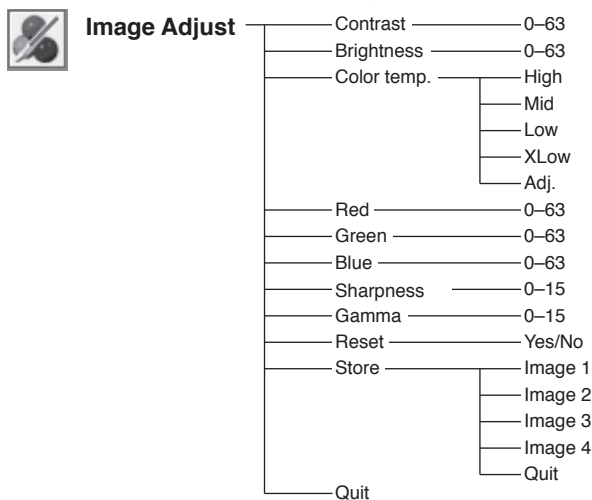 Image Adjust Contrast 0–63
Brightness 0–63
Color temp. High
Mid
Low
XLow
Adj.
Red 0–63
Green 0–63
Blue 0–63
Sharpness 0–15
Gamma 0–15
Reset Yes/No
Store Image 1
Image 2
Image 3
Image 4
Quit
Quit